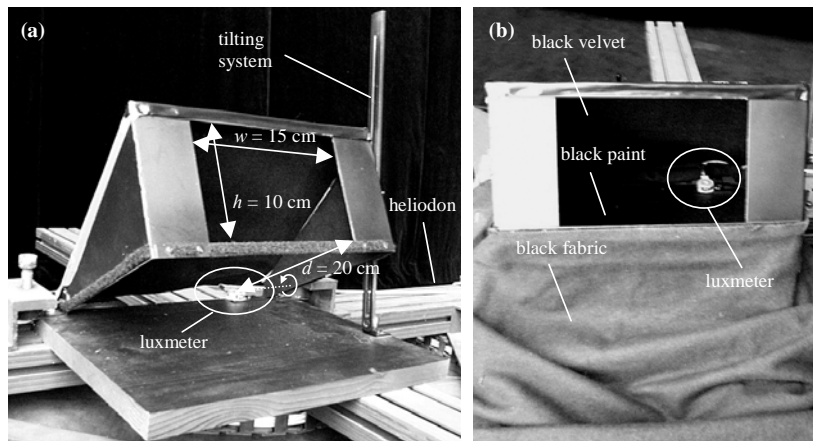 (a)
tilting
system
w = 15 cm
h = 10 cm
heliodon
d = 20 cm
luxmeter
(b)
black velvet
black paint
black fabric
luxmeter